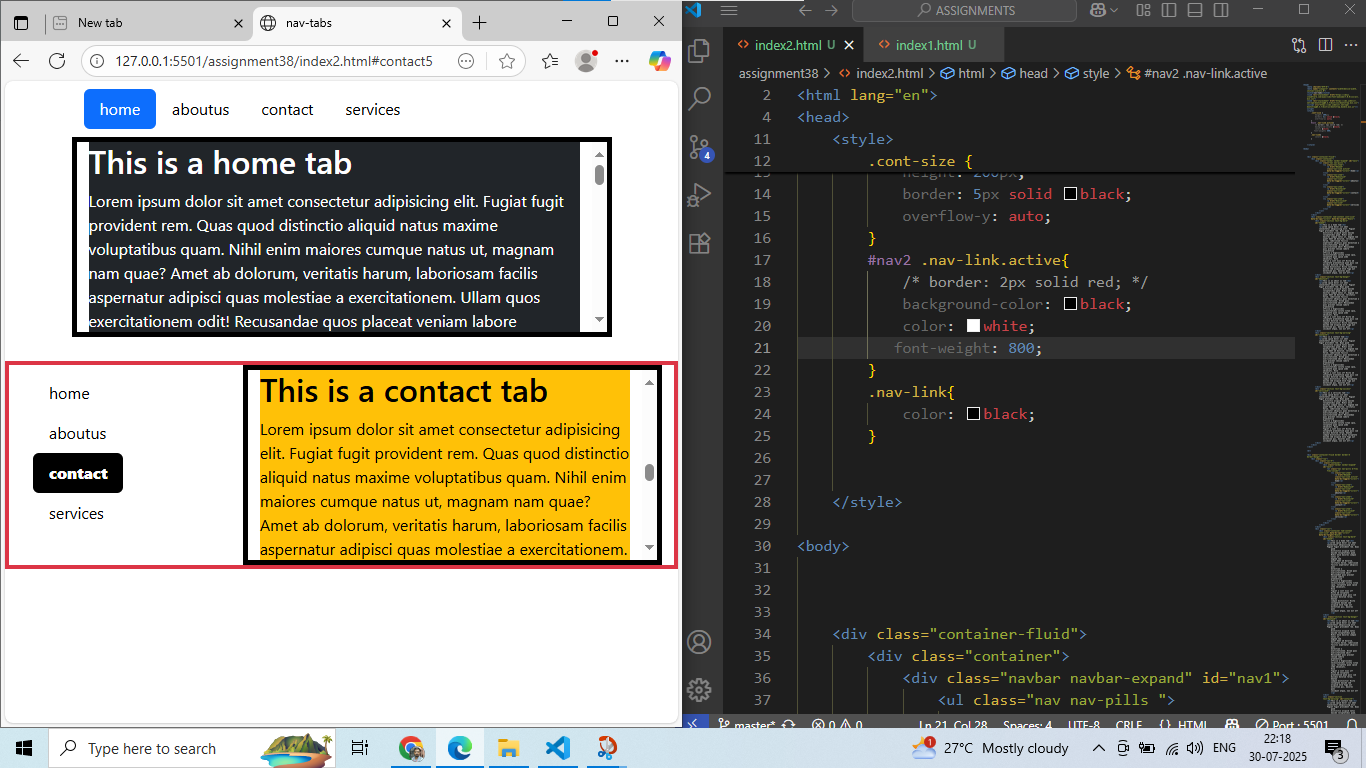 New tab
nav-tabs
127.0.0.1:5501/assignment38/index2.html#contact5
home aboutus contact services
This is a home tab
Lorem ipsum dolor sit amet consectetur adipisicing elit. Fugiat fugit
provident rem. Quas quod distinctio aliquid natus maxime
voluptatibus quam. Nihil enim maiores cumque natus ut, magnam
nam quae? Amet ab dolorum, veritatis harum, laboriosam facilis
aspernatur adipisci quas molestiae a exercitationem. Ullam quos
exercitationem odit! Recusandae quos placeat veniam labore
home
aboutus
contact
services
This is a contact tab
Lorem ipsum dolor sit amet consectetur adipisicing
elit. Fugiat fugit provident rem. Quas quod distinctio
aliquid natus maxime voluptatibus quam. Nihil enim
maiores cumque natus ut, magnam nam quae?
Amet ab dolorum, veritatis harum, laboriosam facilis
aspernatur adipisci quas molestiae a exercitationem.
ASSIGNMENTS
index2.html U
index1.html U
assignment38 > index2.html > html > head > style > #nav2 .nav-link.active
4
2 <html lang="en">
4 <head>
11 <style>
12 .cont-size {
13 height: 200px;
14 border: 5px solid black;
15 overflow-y: auto;
16 }
17 #nav2 .nav-link.active{
18 /* border: 2px solid red; */
19 background-color: black;
20 color: white;
21 font-weight: 800;
22 }
23 .nav-link{
24 color: black;
25 }
26
27
28 </style>
29
30 <body>
31
32
33
34 <div class="container-fluid">
35 <div class="container">
36 <div class="navbar navbar-expand" id="nav1">
37 <ul class="nav nav-pills ">
master* 0 0 Ln 21, Col 28 Spaces: 4 UTF-8 CRLF {} HTML Port : 5501
Type here to search
1
27°C Mostly cloudy
ENG
22:18
30-07-2025
3